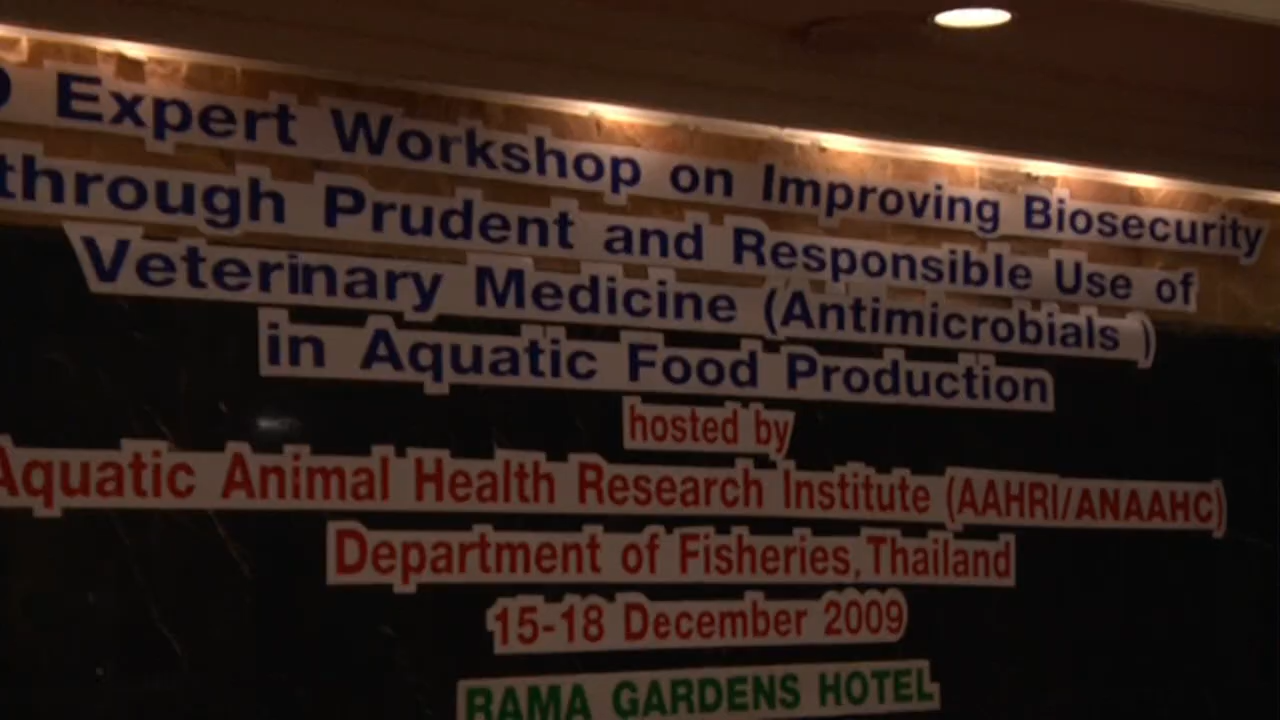 Expert Workshop on Improving Biosecurity
through Prudent and Responsible Use of
Veterinary Medicine (Antimicrobials )
in Aquatic Food Production
hosted by
Aquatic Animal Health Research Institute (AAHRI/ANAAHC)
Department of Fisheries, Thailand
15-18 December 2009
RAMA GARDENS HOTEL